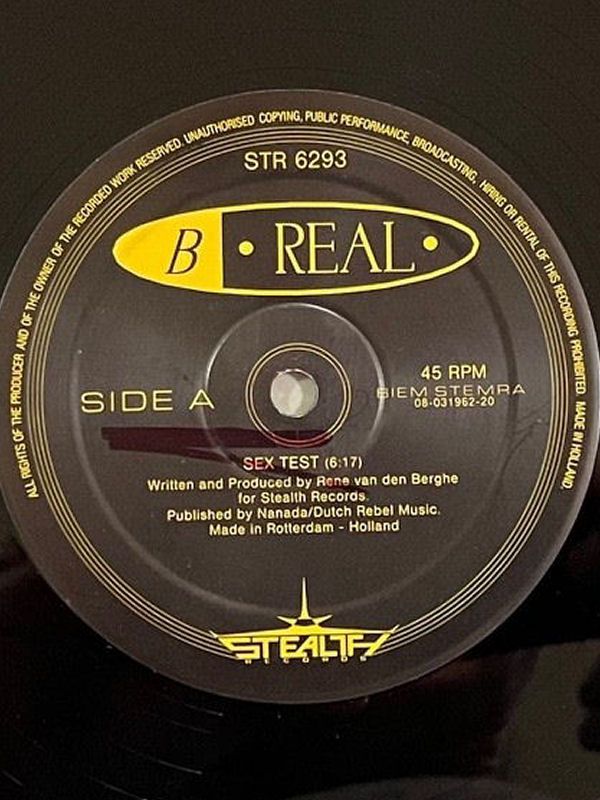 ALL RIGHTS OF THE PRODUCER AND OF THE OWNER OF THE RECORDED WORK RESERVED. UNAUTHORISED COPYING, PUBLIC PERFORMANCE, BROADCASTING, HIRING OR RENTAL OF THIS RECORDING PROHIBITED. MADE IN HOLLAND.
STR 6293
B • REAL •
SIDE A
45 RPM
BIEM STEMRA
08-031962-20
SEX TEST (6:17)
Written and Produced by Rene van den Berghe
for Stealth Records.
Published by Nanada/Dutch Rebel Music.
Made in Rotterdam - Holland
STEALTH
RECORDS